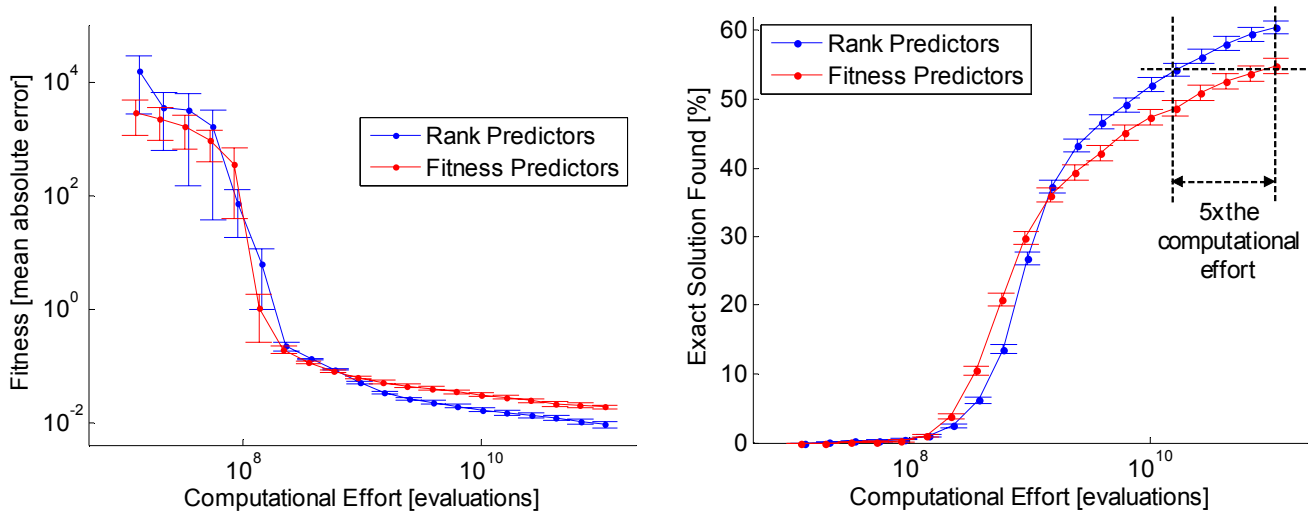 10^4
10^2
10^0
10^-2
Fitness [mean absolute error]
Rank Predictors
Fitness Predictors
10^8
10^10
Computational Effort [evaluations]
60
50
40
30
20
10
0
Exact Solution Found [%]
Rank Predictors
Fitness Predictors
5x the
computational
effort
10^8
10^10
Computational Effort [evaluations]